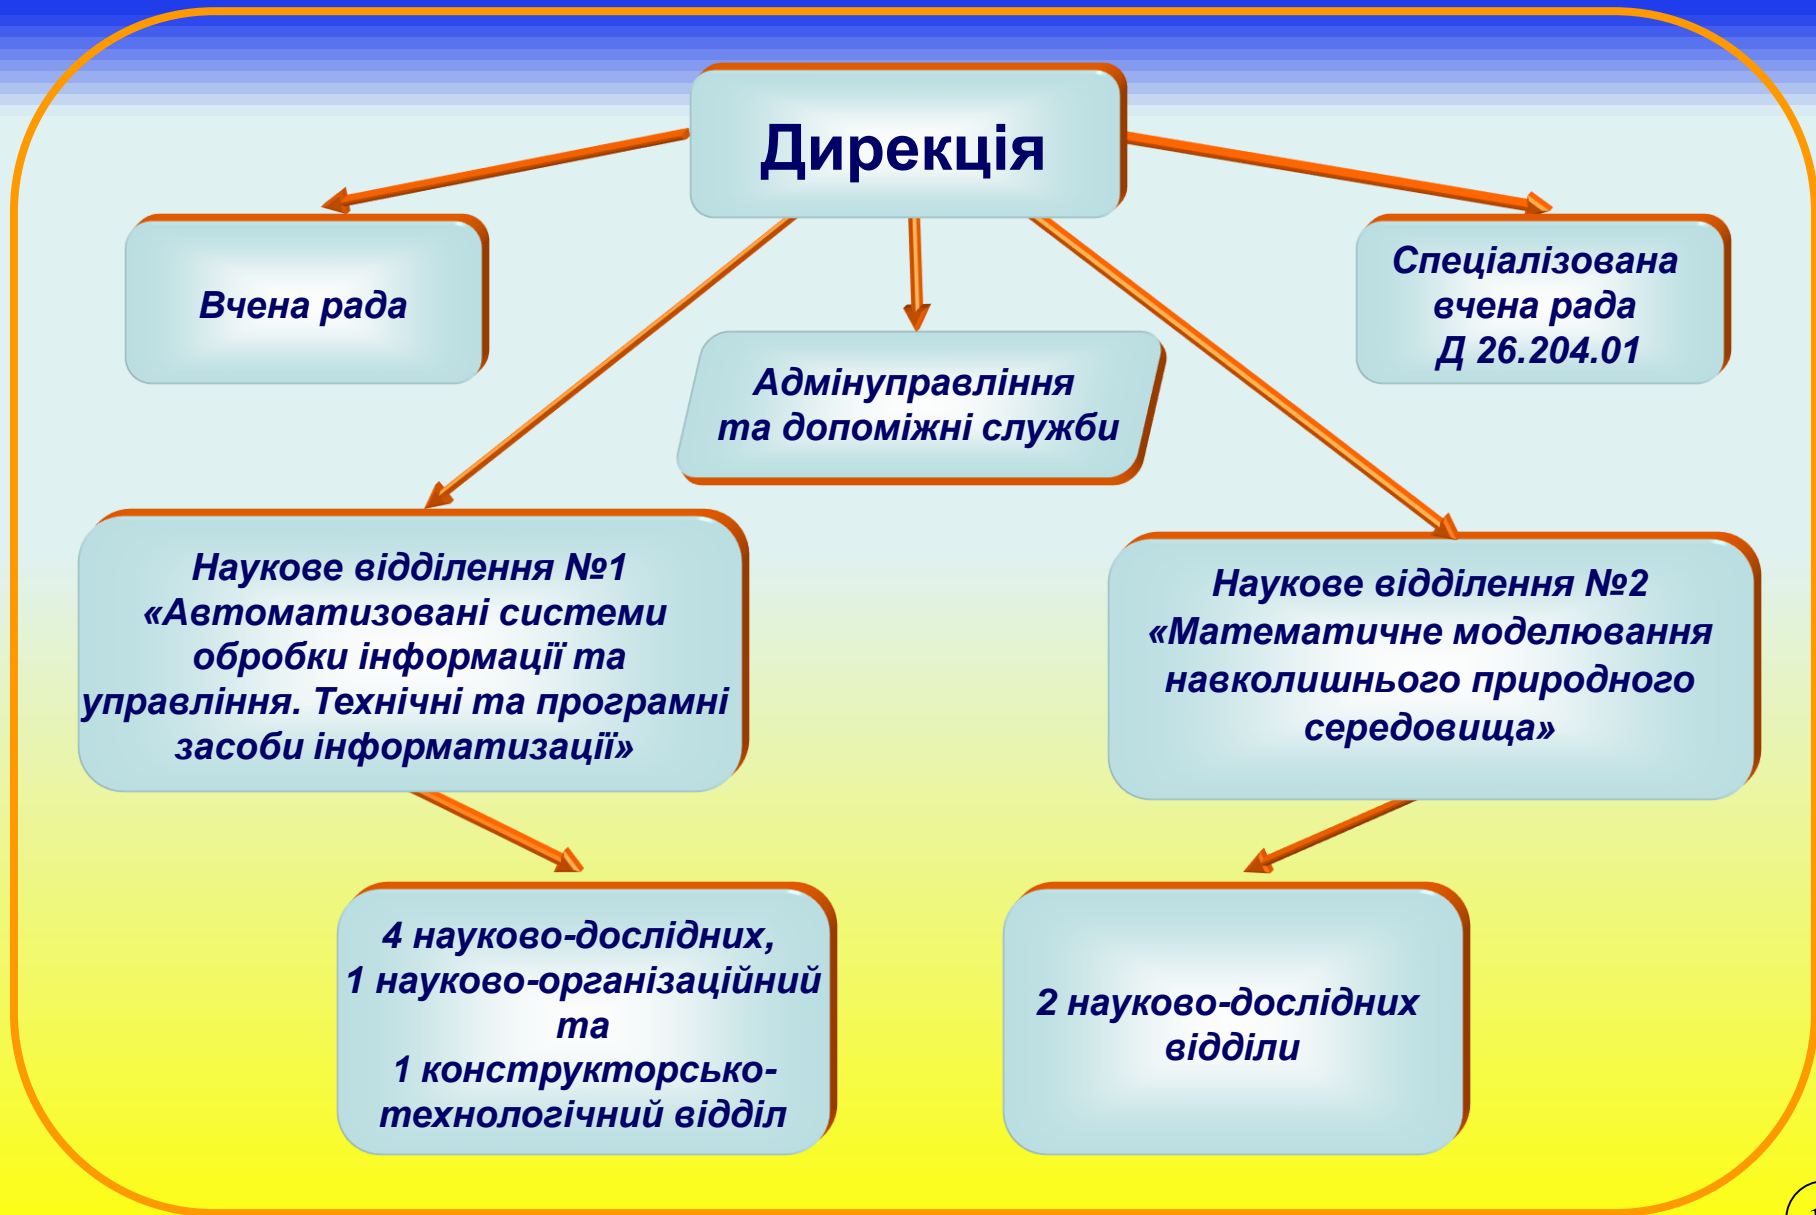 Дирекція
Вчена рада
Спеціалізована
вчена рада
Д 26.204.01
Адмінуправління
та допоміжні служби
Наукове відділення №1
«Автоматизовані системи
обробки інформації та
управління. Технічні та програмні
засоби інформатизації»
Наукове відділення №2
«Математичне моделювання
навколишнього природного
середовища»
4 науково-дослідних,
1 науково-організаційний
та
1 конструкторсько-
технологічний відділ
2 науково-дослідних
відділи